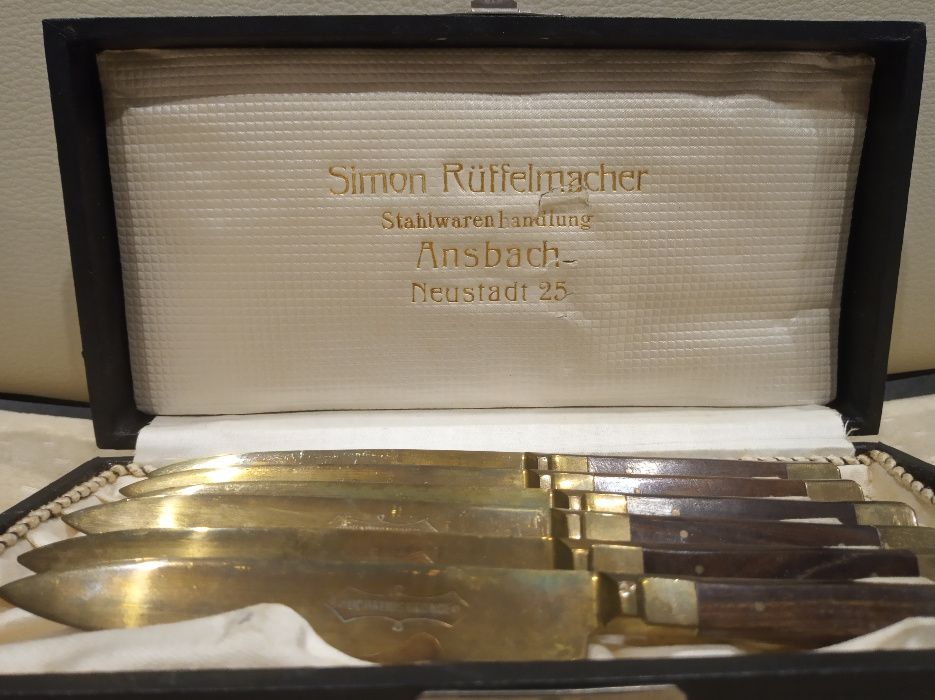 Simon Rüffelmacher
Stahlwarenhandlung
Ansbach
Neustadt 25